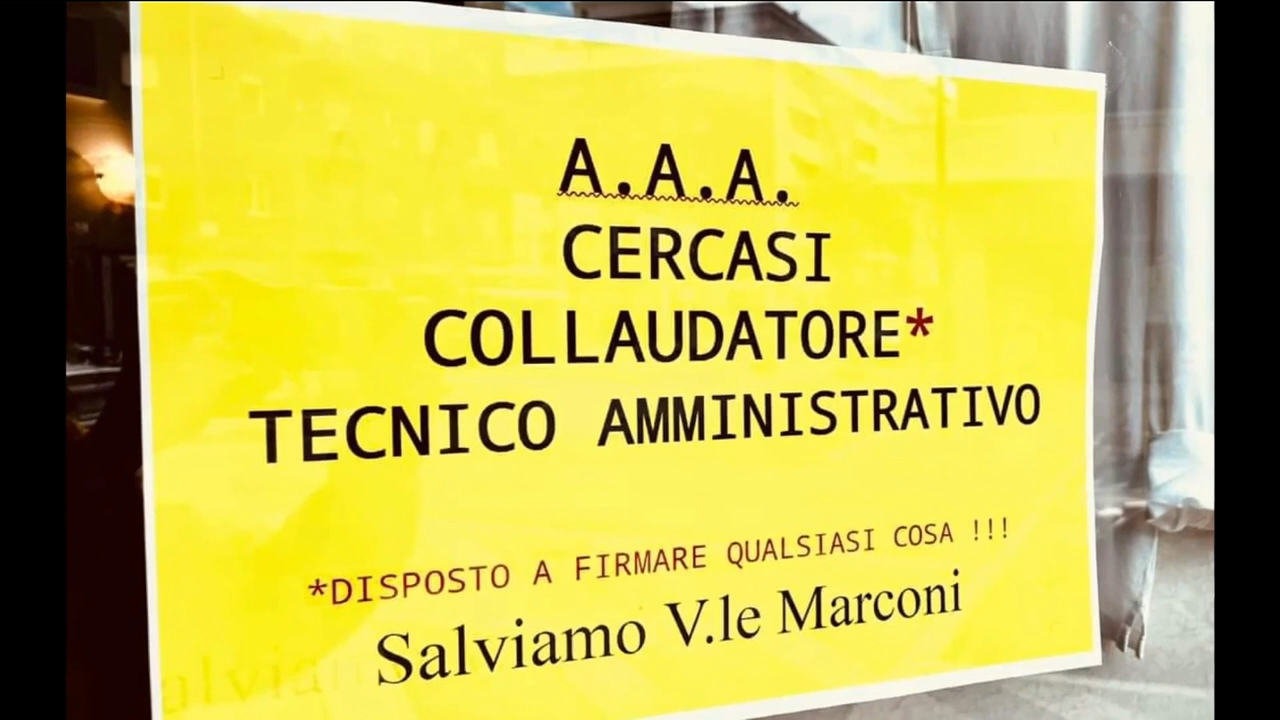 A.A.A.
CERCASI
COLLAUDATORE*
TECNICO AMMINISTRATIVO
*DISPOSTO A FIRMARE QUALSIASI COSA !!!
Salviamo V.le Marconi